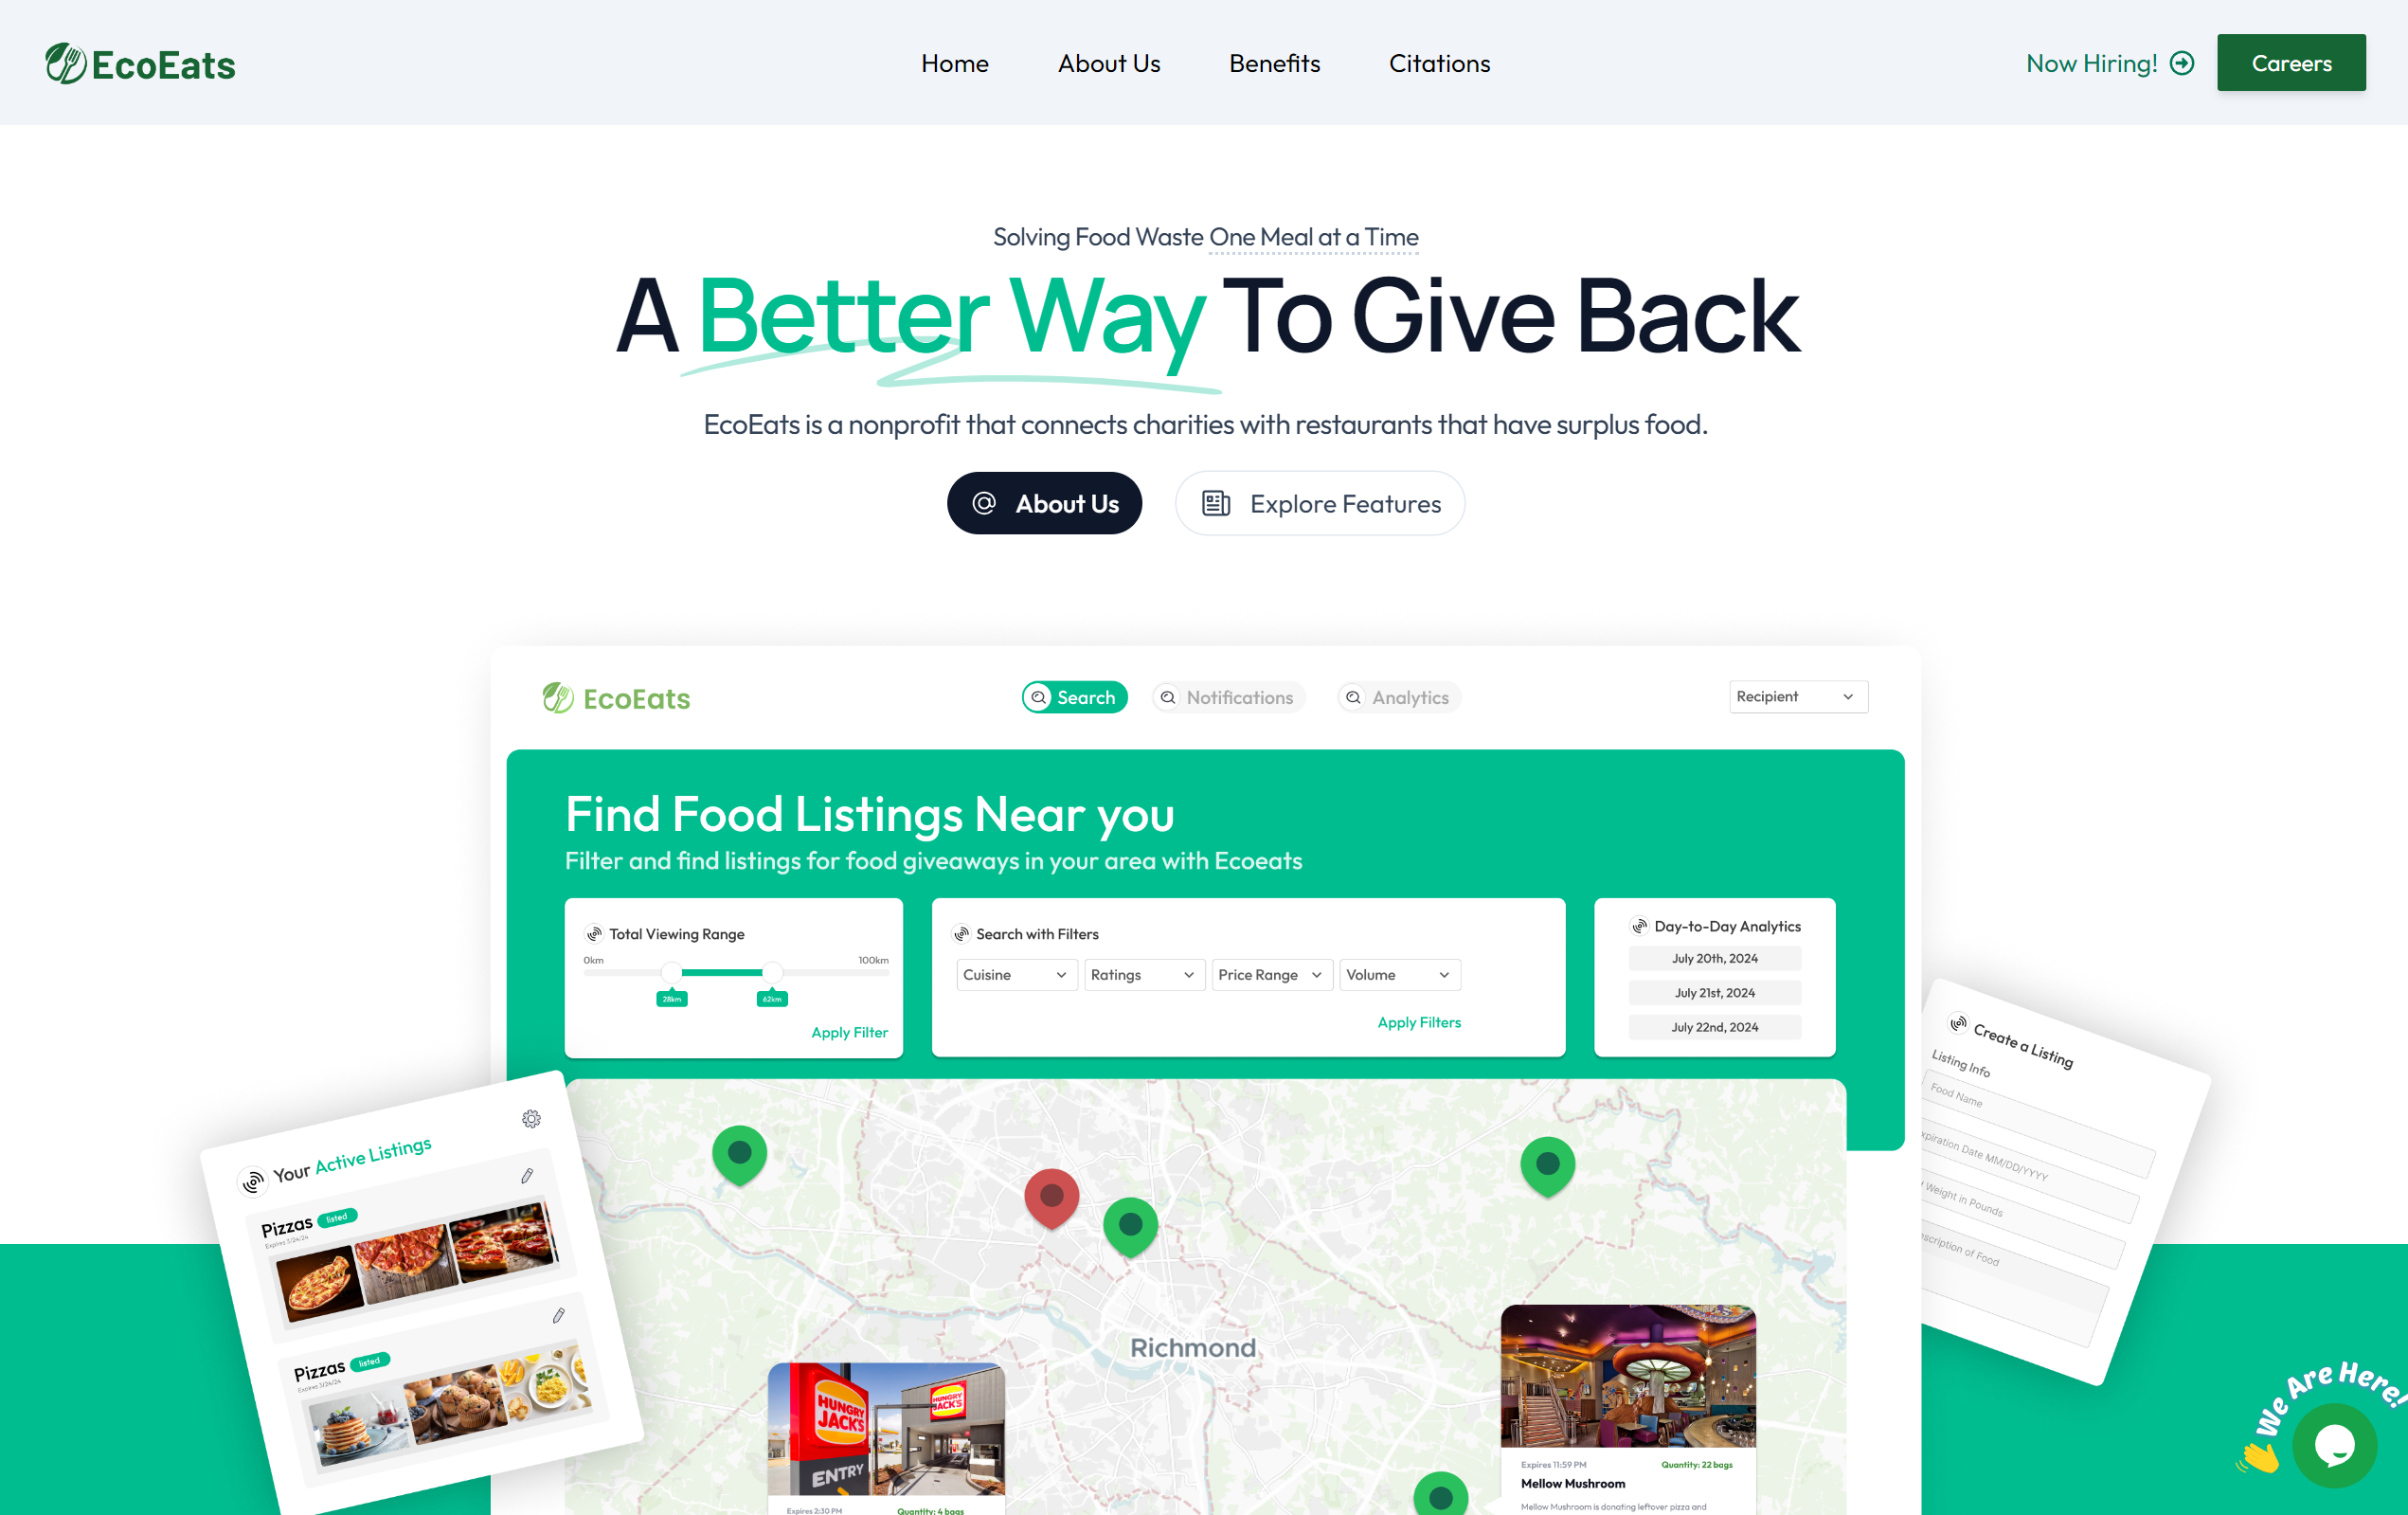 EcoEats
Home
About Us
Benefits
Citations
Now Hiring!
Careers
Solving Food Waste One Meal at a Time
A Better Way To Give Back
EcoEats is a nonprofit that connects charities with restaurants that have surplus food.
About Us
Explore Features
EcoEats
Search
Notifications
Analytics
Recipient
Find Food Listings Near you
Filter and find listings for food giveaways in your area with Ecoeats
Total Viewing Range
0km
100km
28km
62km
Apply Filter
Search with Filters
Cuisine
Ratings
Price Range
Volume
Apply Filters
Day-to-Day Analytics
July 20th, 2024
July 21st, 2024
July 22nd, 2024
Create a Listing
Listing Info
Food Name
xpiration Date MM/DD/YYYY
Weight in Pounds
scription of Food
Your Active Listings
Pizzas
listed
Expires 3/24/24
Pizzas
listed
Expires 3/24/24
Richmond
HUNGRY
JACK'S
HUNGRY
JACK'S
ENTRY
Expires 2:30 PM
Quantity: 4 bags
Expires 11:59 PM
Quantity: 22 bags
Mellow Mushroom
Mellow Mushroom is donating leftover pizza and
We Are Here!